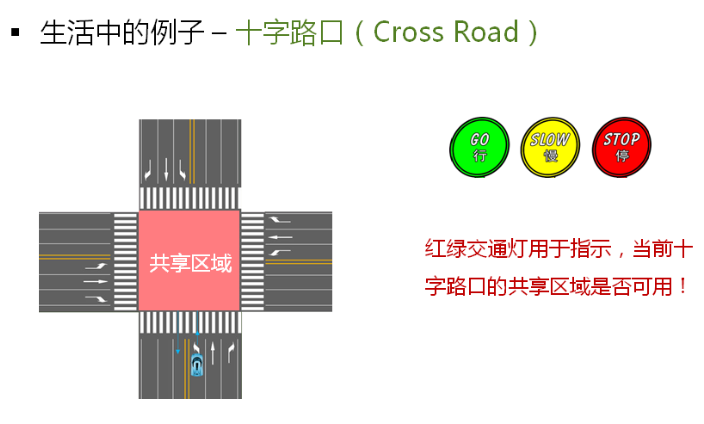 ▪ 生活中的例子 – 十字路口（Cross Road）
GO
行
SLOW
慢
STOP
停
共享区域
红绿交通灯用于指示，当前十
字路口的共享区域是否可用！